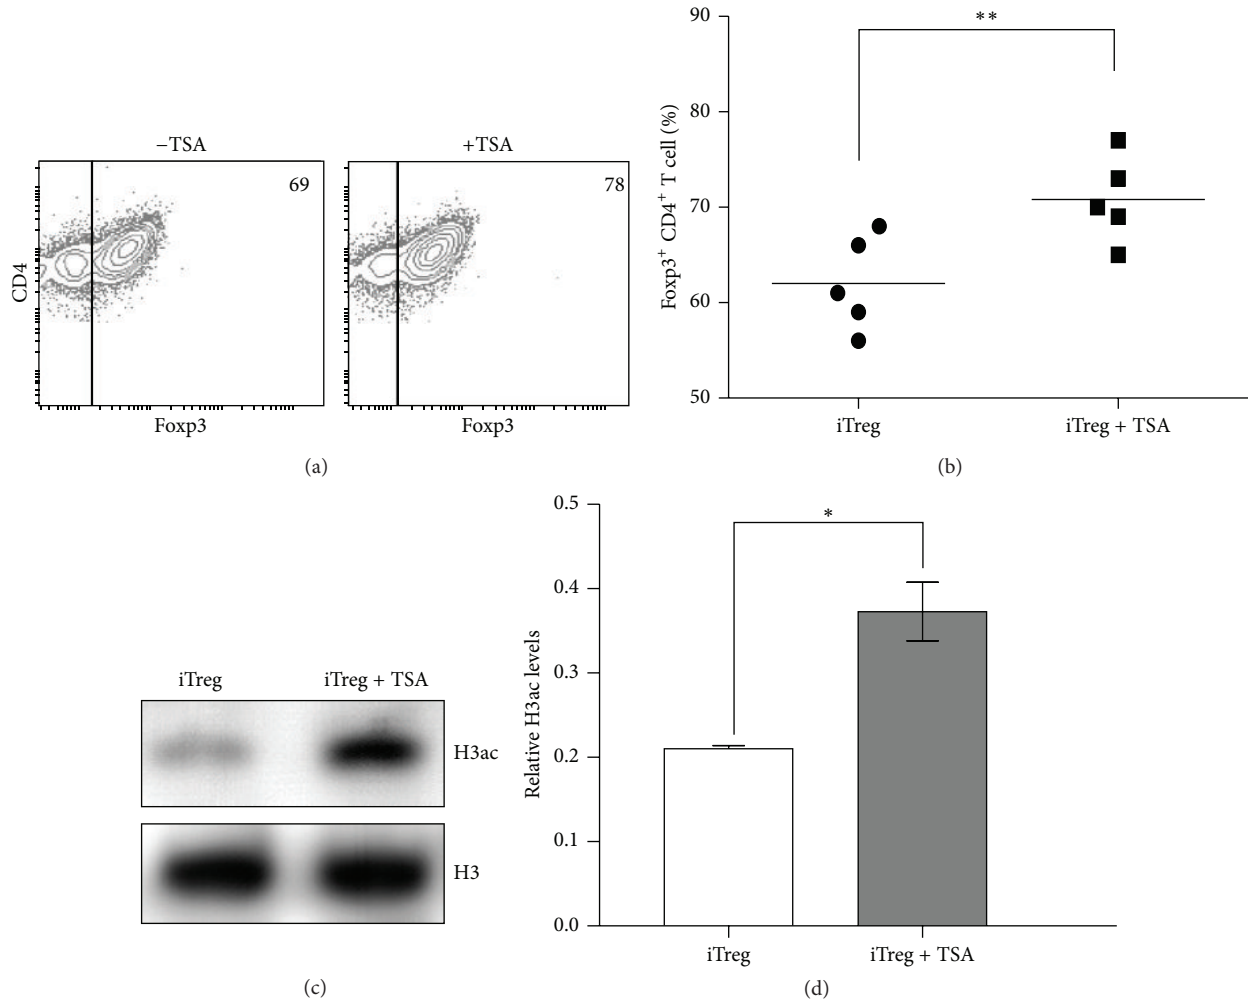 −TSA
+TSA
69
78
CD4
Foxp3
Foxp3
(a)
**
90
80
70
60
50
Foxp3⁺ CD4⁺ T cell (%)
iTreg
iTreg + TSA
(b)
iTreg
iTreg + TSA
H3ac
H3
(c)
*
0.5
0.4
0.3
0.2
0.1
0.0
Relative H3ac levels
iTreg
iTreg + TSA
(d)